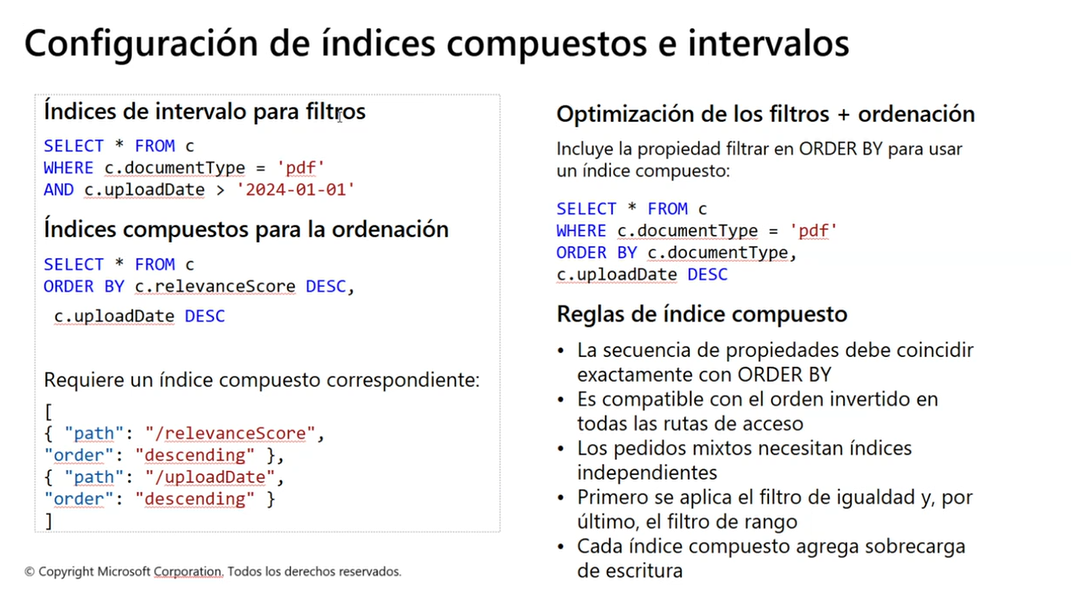 Configuración de índices compuestos e intervalos
Índices de intervalo para filtros
SELECT * FROM c
WHERE c.documentType = 'pdf'
AND c.uploadDate > '2024-01-01'
Índices compuestos para la ordenación
SELECT * FROM c
ORDER BY c.relevanceScore DESC,
c.uploadDate DESC
Requiere un índice compuesto correspondiente:
[
{ "path": "/relevanceScore",
"order": "descending" },
{ "path": "/uploadDate",
"order": "descending" }
]
Optimización de los filtros + ordenación
Incluye la propiedad filtrar en ORDER BY para usar
un índice compuesto:
SELECT * FROM c
WHERE c.documentType = 'pdf'
ORDER BY c.documentType,
c.uploadDate DESC
Reglas de índice compuesto
• La secuencia de propiedades debe coincidir
exactamente con ORDER BY
• Es compatible con el orden invertido en
todas las rutas de acceso
• Los pedidos mixtos necesitan índices
independientes
• Primero se aplica el filtro de igualdad y, por
último, el filtro de rango
• Cada índice compuesto agrega sobrecarga
de escritura
© Copyright Microsoft Corporation. Todos los derechos reservados.